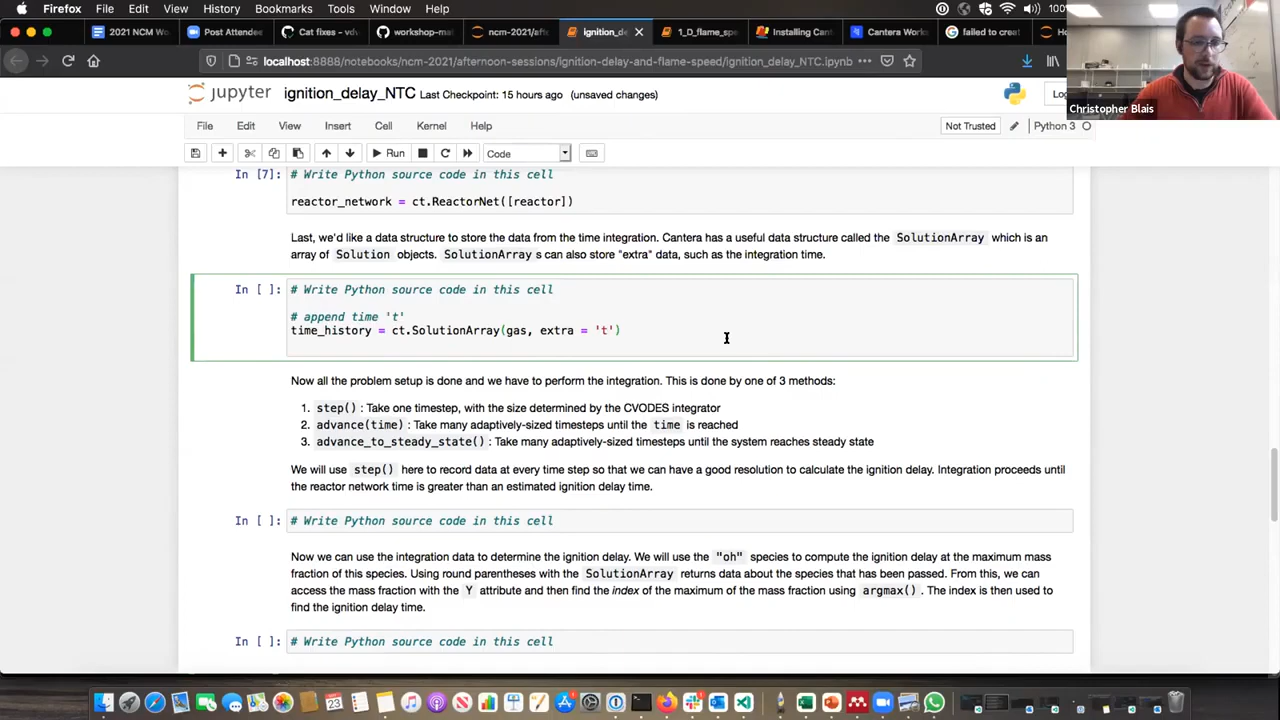 Firefox File Edit View History Bookmarks Tools Window Help
100%
2021 NCM Wo
Post Attende
Cat fixes - vdv
workshop-mat
ncm-2021/aft
ignition_de
1_D_flame_sp
Installing Can
Cantera Work
failed to creat
Ho
localhost:8888/notebooks/ncm-2021/afternoon-sessions/ignition-delay-and-flame-speed/ignition_delay_NTC.ipynb
Christopher Blais
jupyter ignition_delay_NTC Last Checkpoint: 15 hours ago (unsaved changes)
Lo
File Edit View Insert Cell Kernel Help
Not Trusted
Python 3
Run
Code
In [7]: # Write Python source code in this cell
reactor_network = ct.ReactorNet([reactor])
Last, we'd like a data structure to store the data from the time integration. Cantera has a useful data structure called the SolutionArray which is an
array of Solution objects. SolutionArray s can also store "extra" data, such as the integration time.
In [ ]: # Write Python source code in this cell
# append time 't'
time_history = ct.SolutionArray(gas, extra = 't')
Now all the problem setup is done and we have to perform the integration. This is done by one of 3 methods:
1. step() : Take one timestep, with the size determined by the CVODES integrator
2. advance(time) : Take many adaptively-sized timesteps until the time is reached
3. advance_to_steady_state() : Take many adaptively-sized timesteps until the system reaches steady state
We will use step() here to record data at every time step so that we can have a good resolution to calculate the ignition delay. Integration proceeds until
the reactor network time is greater than an estimated ignition delay time.
In [ ]: # Write Python source code in this cell
Now we can use the integration data to determine the ignition delay. We will use the "oh" species to compute the ignition delay at the maximum mass
fraction of this species. Using round parentheses with the SolutionArray returns data about the species that has been passed. From this, we can
access the mass fraction with the Y attribute and then find the index of the maximum of the mass fraction using argmax() . The index is then used to
find the ignition delay time.
In [ ]: # Write Python source code in this cell